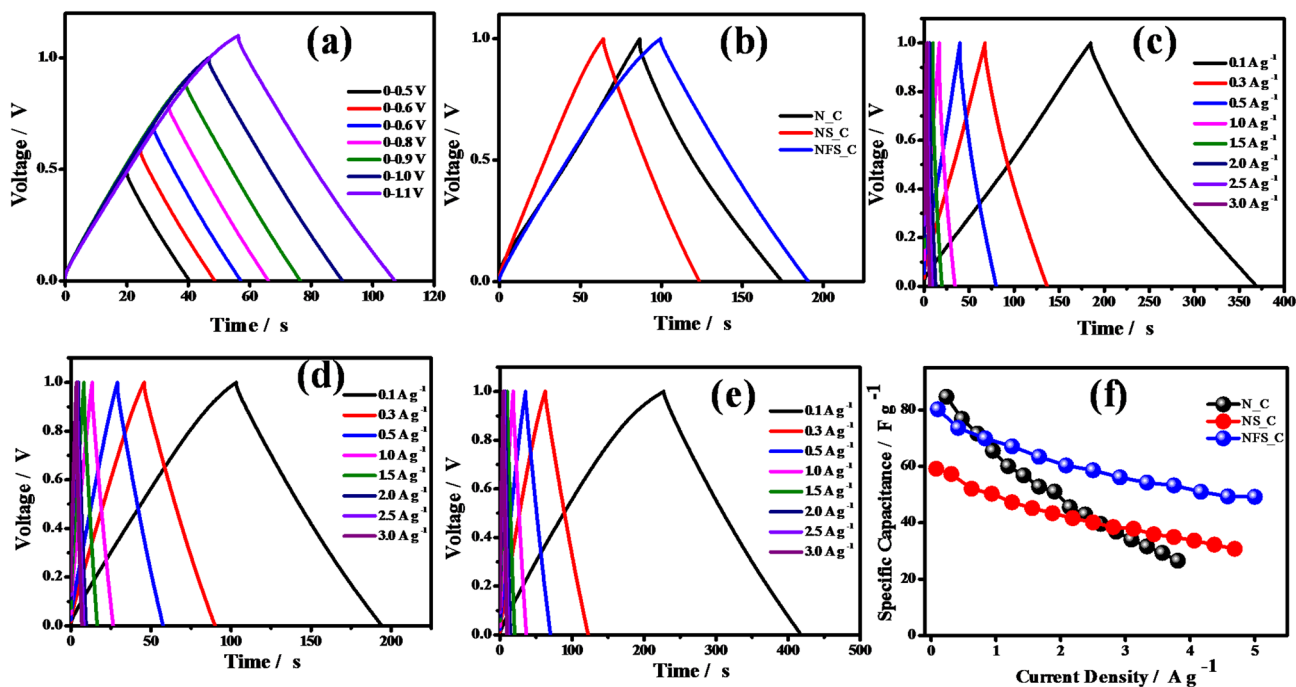 (a)
Voltage / V
1.0
0.5
0.0
0-0.5 V
0-0.6 V
0-0.6 V
0-0.8 V
0-0.9 V
0-1.0 V
0-1.1 V
0 20 40 60 80 100 120
Time / s
(b)
Voltage / V
1.0
0.5
0.0
N_C
NS_C
NFS_C
0 50 100 150 200
Time / s
(c)
Voltage / V
1.0
0.8
0.6
0.4
0.2
0.0
0.1 A g-1
0.3 A g-1
0.5 A g-1
1.0 A g-1
1.5 A g-1
2.0 A g-1
2.5 A g-1
3.0 A g-1
0 50 100 150 200 250 300 350 400
Time / s
(d)
Voltage / V
1.0
0.8
0.6
0.4
0.2
0.0
0.1 A g-1
0.3 A g-1
0.5 A g-1
1.0 A g-1
1.5 A g-1
2.0 A g-1
2.5 A g-1
3.0 A g-1
0 50 100 150 200
Time / s
(e)
Voltage / V
1.0
0.8
0.6
0.4
0.2
0.0
0.1 A g-1
0.3 A g-1
0.5 A g-1
1.0 A g-1
1.5 A g-1
2.0 A g-1
2.5 A g-1
3.0 A g-1
0 100 200 300 400 500
Time / s
(f)
Specific Capacitance / F g-1
80
60
40
20
0
N_C
NS_C
NFS_C
0 1 2 3 4 5
Current Density / A g-1